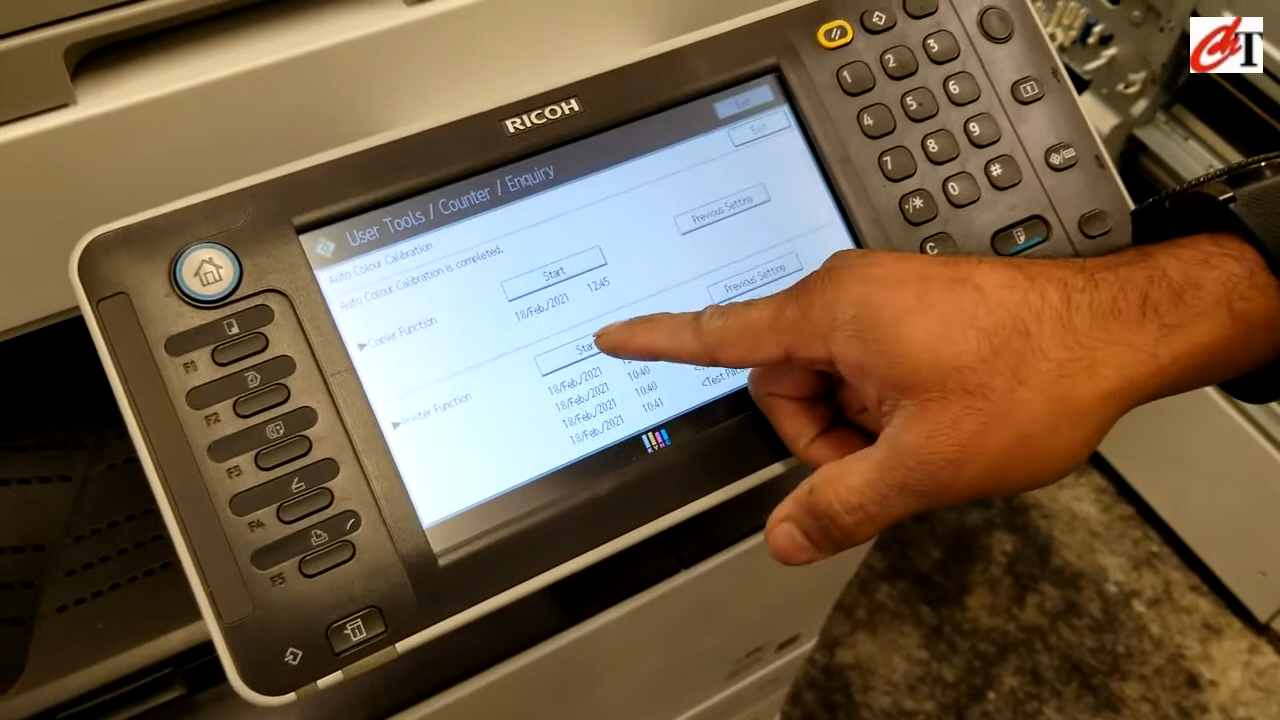 ch T
RICOH
User Tools / Counter / Enquiry
Exit
Exit
Auto Colour Calibration
Auto Colour Calibration is completed.
▶Copier Function
Start
Previous Setting
18/Feb./2021 12:45
▶Printer Function
Start
Previous Setting
18/Feb./2021
18/Feb./2021 10:40
18/Feb./2021 10:40
18/Feb./2021 10:41
<Test
K Y M C
1 2 3
4 5 6
7 8 9
·/* 0 #
C
F1
F2
F3
F4
F5